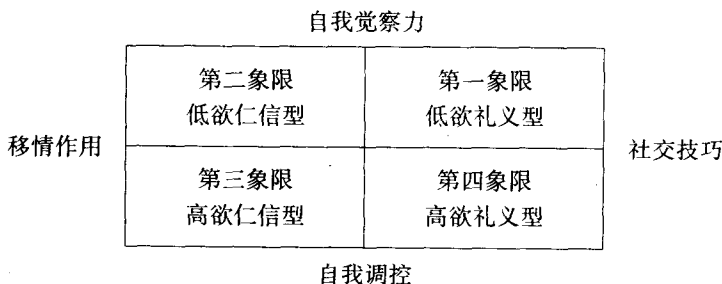 自我觉察力
第二象限
低欲仁信型
第一象限
低欲礼义型
移情作用
社交技巧
第三象限
高欲仁信型
第四象限
高欲礼义型
自我调控